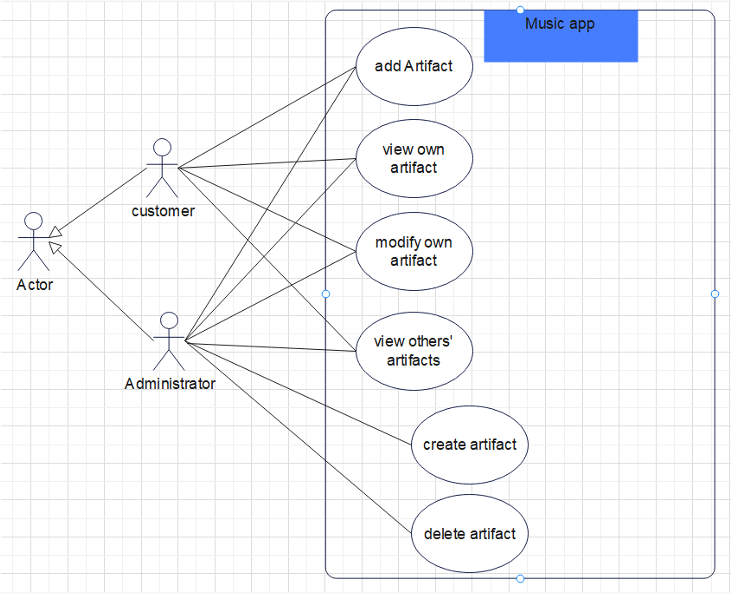 Music app
add Artifact
view own
artifact
customer
modify own
artifact
Actor
view others'
artifacts
Administrator
create artifact
delete artifact